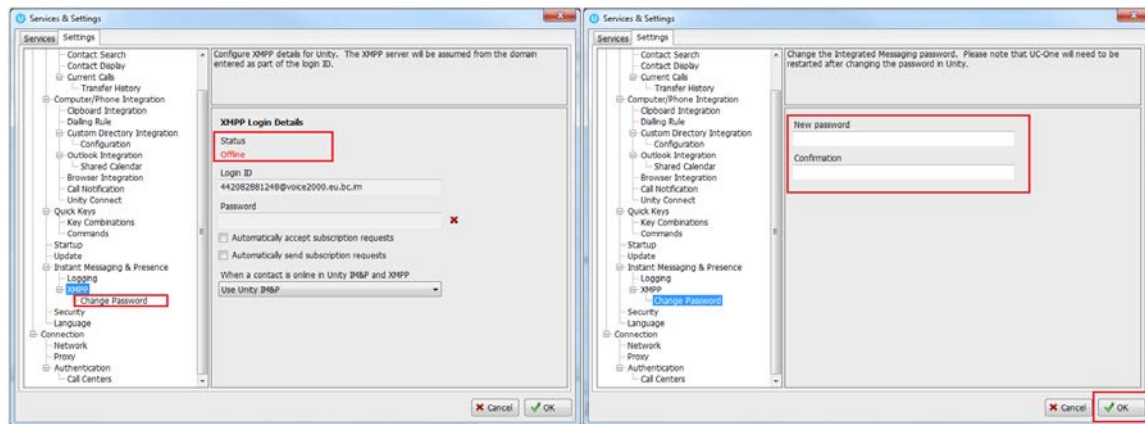 Services & Settings
Services Settings
Contact Search
Contact Display
Current Calls
Transfer History
Computer/Phone Integration
Clipboard Integration
Dialing Rule
Custom Directory Integration
Configuration
Outlook Integration
Shared Calendar
Browser Integration
Call Notification
Unity Connect
Quick Keys
Key Combinations
Commands
Startup
Update
Instant Messaging & Presence
Logging
XMPP
Change Password
Security
Language
Connection
Network
Proxy
Authentication
Call Centers
Configure XMPP details for Unity. The XMPP server will be assumed from the domain
entered as part of the login ID.
XMPP Login Details
Status
Offline
Login ID
442082881248@voice2000.eu.bc.im
Password
Automatically accept subscription requests
Automatically send subscription requests
When a contact is online in Unity IM&P and XMPP
Use Unity IM&P
Cancel OK
Services & Settings
Services Settings
Contact Search
Contact Display
Current Calls
Transfer History
Computer/Phone Integration
Clipboard Integration
Dialing Rule
Custom Directory Integration
Configuration
Outlook Integration
Shared Calendar
Browser Integration
Call Notification
Unity Connect
Quick Keys
Key Combinations
Commands
Startup
Update
Instant Messaging & Presence
Logging
XMPP
Change Password
Security
Language
Connection
Network
Proxy
Authentication
Call Centers
Change the Integrated Messaging password. Please note that UC-One will need to be
restarted after changing the password in Unity.
New password
Confirmation
Cancel OK